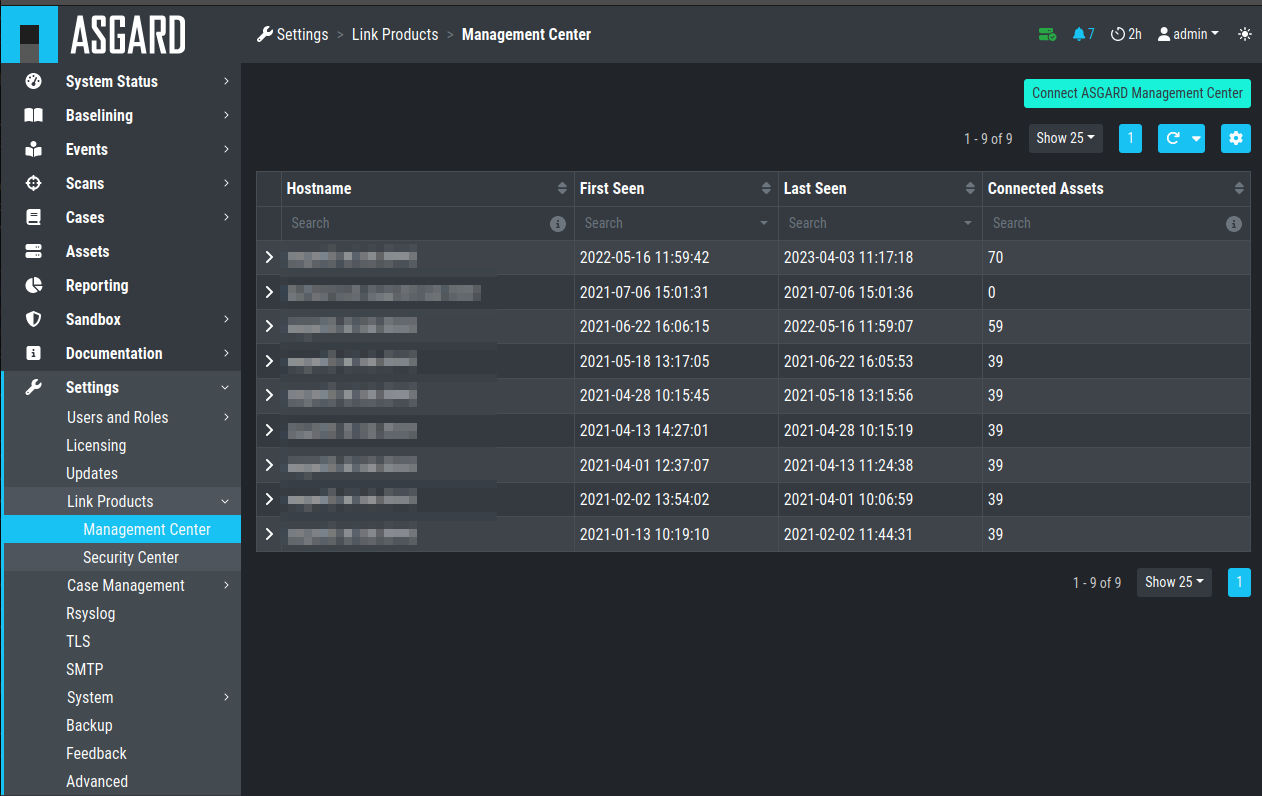 ASGARD
Settings > Link Products > Management Center
7
2h
admin
System Status
Baselining
Events
Scans
Cases
Assets
Reporting
Sandbox
Documentation
Settings
Users and Roles
Licensing
Updates
Link Products
Management Center
Security Center
Case Management
Rsyslog
TLS
SMTP
System
Backup
Feedback
Advanced
Connect ASGARD Management Center
1 - 9 of 9 Show 25 1
Hostname First Seen Last Seen Connected Assets
Search Search Search Search
2022-05-16 11:59:42 2023-04-03 11:17:18 70
2021-07-06 15:01:31 2021-07-06 15:01:36 0
2021-06-22 16:06:15 2022-05-16 11:59:07 59
2021-05-18 13:17:05 2021-06-22 16:05:53 39
2021-04-28 10:15:45 2021-05-18 13:15:56 39
2021-04-13 14:27:01 2021-04-28 10:15:19 39
2021-04-01 12:37:07 2021-04-13 11:24:38 39
2021-02-02 13:54:02 2021-04-01 10:06:59 39
2021-01-13 10:19:10 2021-02-02 11:44:31 39
1 - 9 of 9 Show 25 1